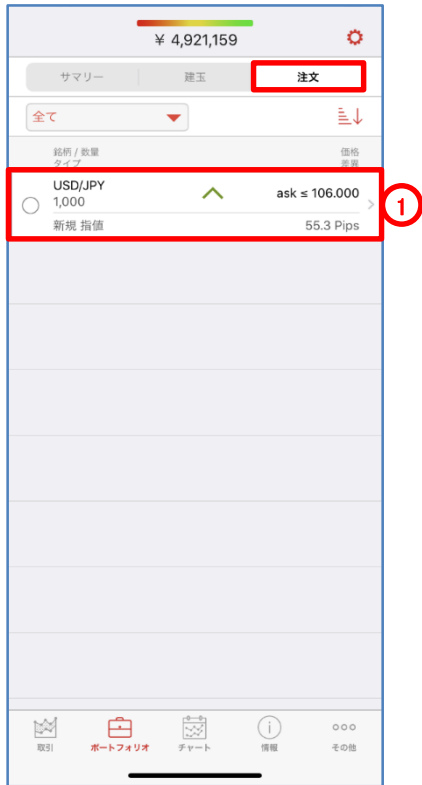 ¥ 4,921,159
サマリー 建玉 注文
全て
銘柄 / 数量 価格
タイプ 差異
USD/JPY ask ≤ 106.000
1,000
新規 指値 55.3 Pips
1
取引 ポートフォリオ チャート 情報 その他